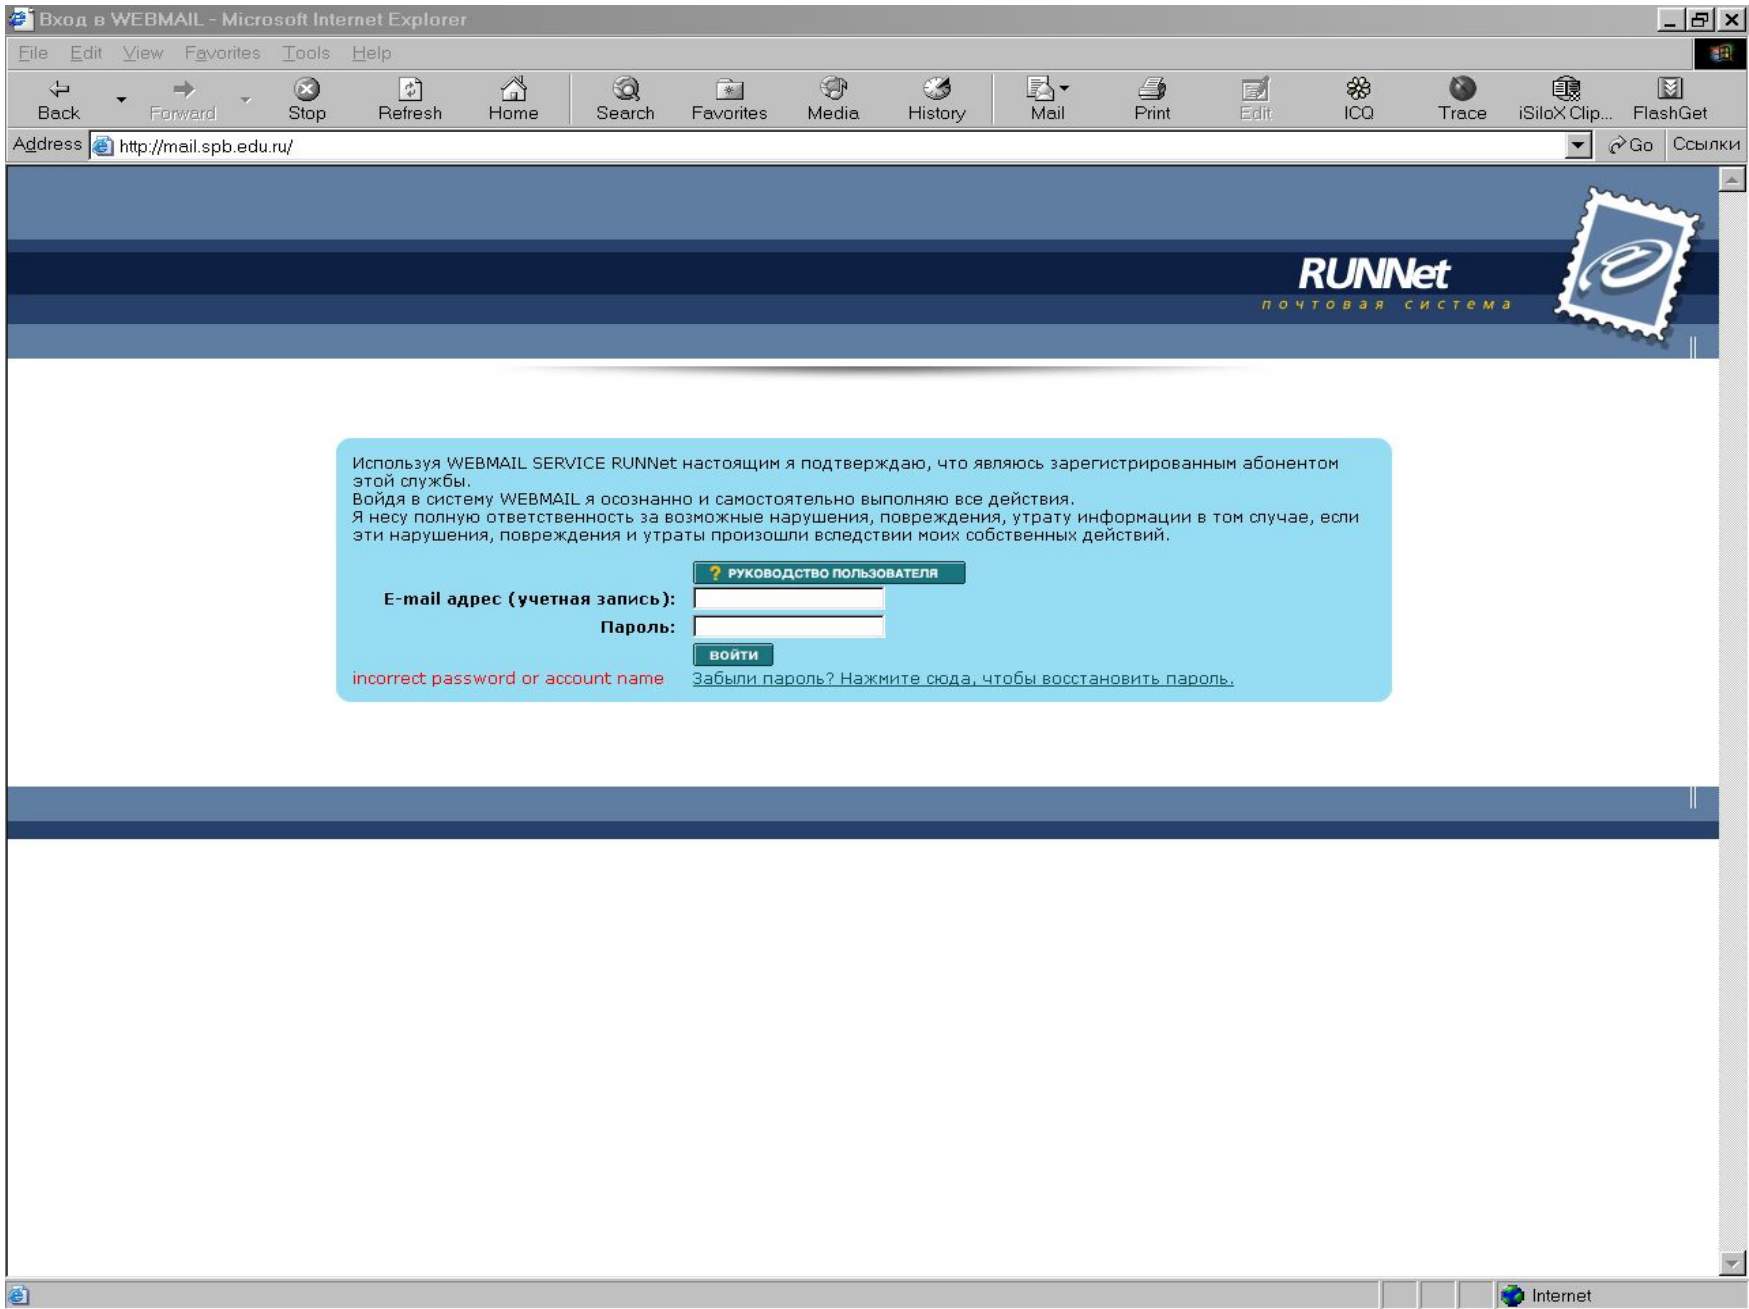 Вход в WEBMAIL - Microsoft Internet Explorer
File Edit View Favorites Tools Help
Back Forward Stop Refresh Home Search Favorites Media History Mail Print Edit ICQ Trace iSiloX Clip... FlashGet
Address http://mail.spb.edu.ru/ Go Ссылки
RUNNet
почтовая система
Используя WEBMAIL SERVICE RUNNet настоящим я подтверждаю, что являюсь зарегистрированным абонентом
этой службы.
Войдя в систему WEBMAIL я осознанно и самостоятельно выполняю все действия.
Я несу полную ответственность за возможные нарушения, повреждения, утрату информации в том случае, если
эти нарушения, повреждения и утраты произошли вследствии моих собственных действий.
? РУКОВОДСТВО ПОЛЬЗОВАТЕЛЯ
E-mail адрес (учетная запись):
Пароль:
ВОЙТИ
incorrect password or account name Забыли пароль? Нажмите сюда, чтобы восстановить пароль.
Internet